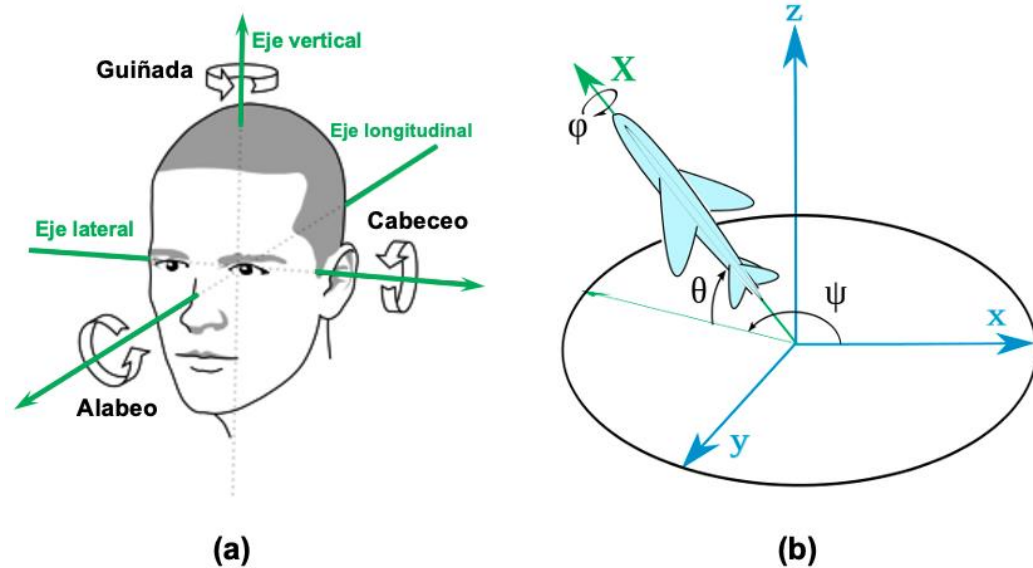 Eje vertical
Guiñada
Eje longitudinal
Eje lateral
Cabeceo
Alabeo
(a)
z
X
φ
θ
ψ
x
y
(b)